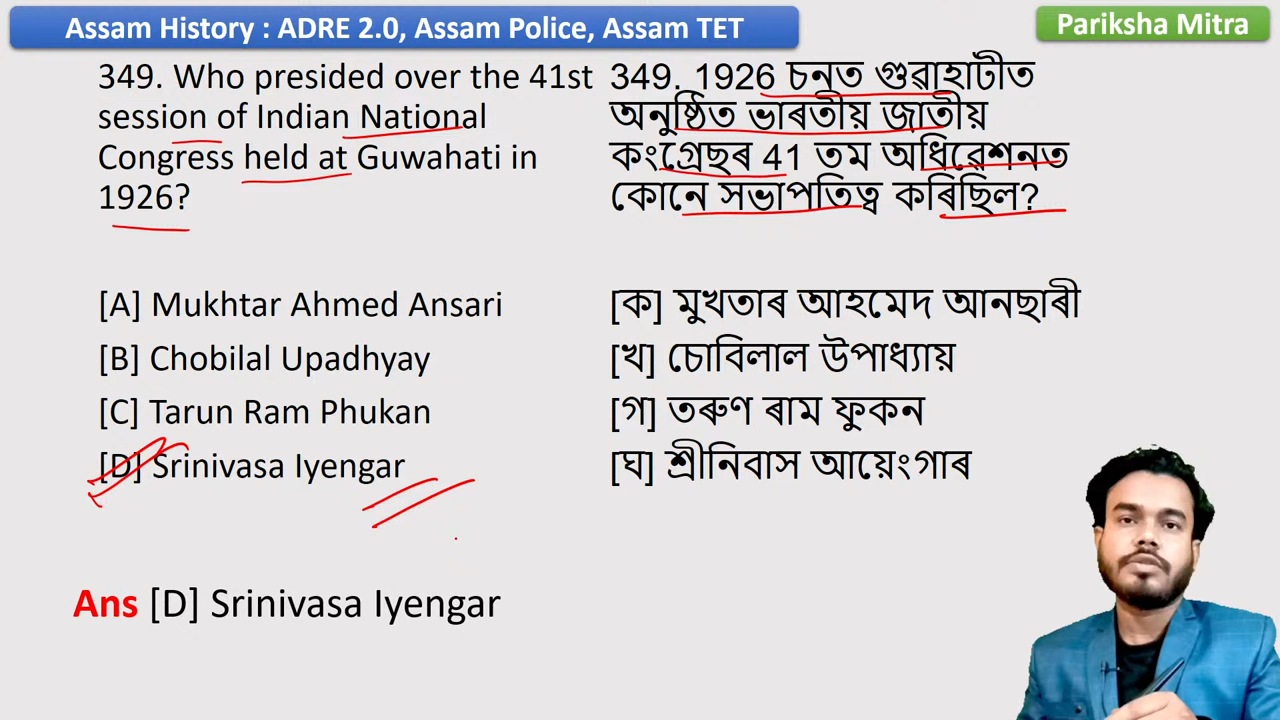 Assam History : ADRE 2.0, Assam Police, Assam TET
Pariksha Mitra
349. Who presided over the 41st
session of Indian National
Congress held at Guwahati in
1926?
349. 1926 চনত গুৱাহাটীত
অনুষ্ঠিত ভাৰতীয় জাতীয়
কংগ্ৰেছৰ 41 তম অধিৱেশনত
কোনে সভাপতিত্ব কৰিছিল?
[A] Mukhtar Ahmed Ansari
[B] Chobilal Upadhyay
[C] Tarun Ram Phukan
[D] Srinivasa Iyengar
[ক] মুখতাৰ আহমেদ আনছাৰী
[খ] চোবিলাল উপাধ্যায়
[গ] তৰুণ ৰাম ফুকন
[ঘ] শ্ৰীনিবাস আয়েংগাৰ
Ans [D] Srinivasa Iyengar